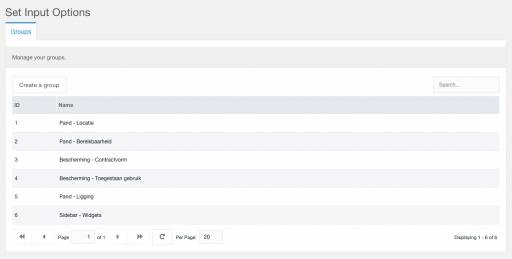 Set Input Options
Groups
Manage your groups.
Create a group
Search...
ID Name
1 Pand - Locatie
2 Pand - Bereikbaarheid
3 Bescherming - Contractvorm
4 Bescherming - Toegestaan gebruik
5 Pand - Ligging
6 Sidebar - Widgets
Page 1 of 1 Per Page: 20 Displaying 1 - 6 of 6